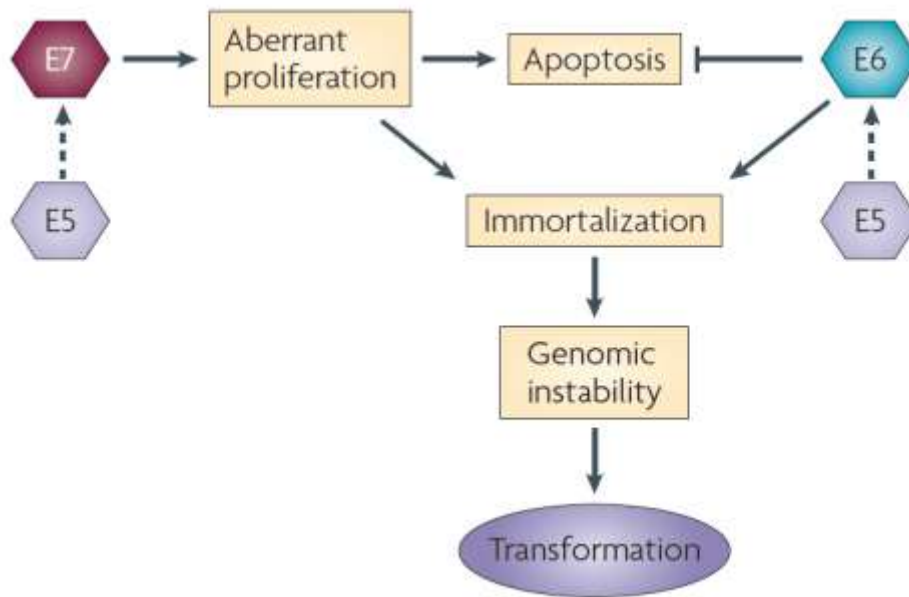 E7
Aberrant
proliferation
Apoptosis
E6
E5
Immortalization
E5
Genomic
instability
Transformation